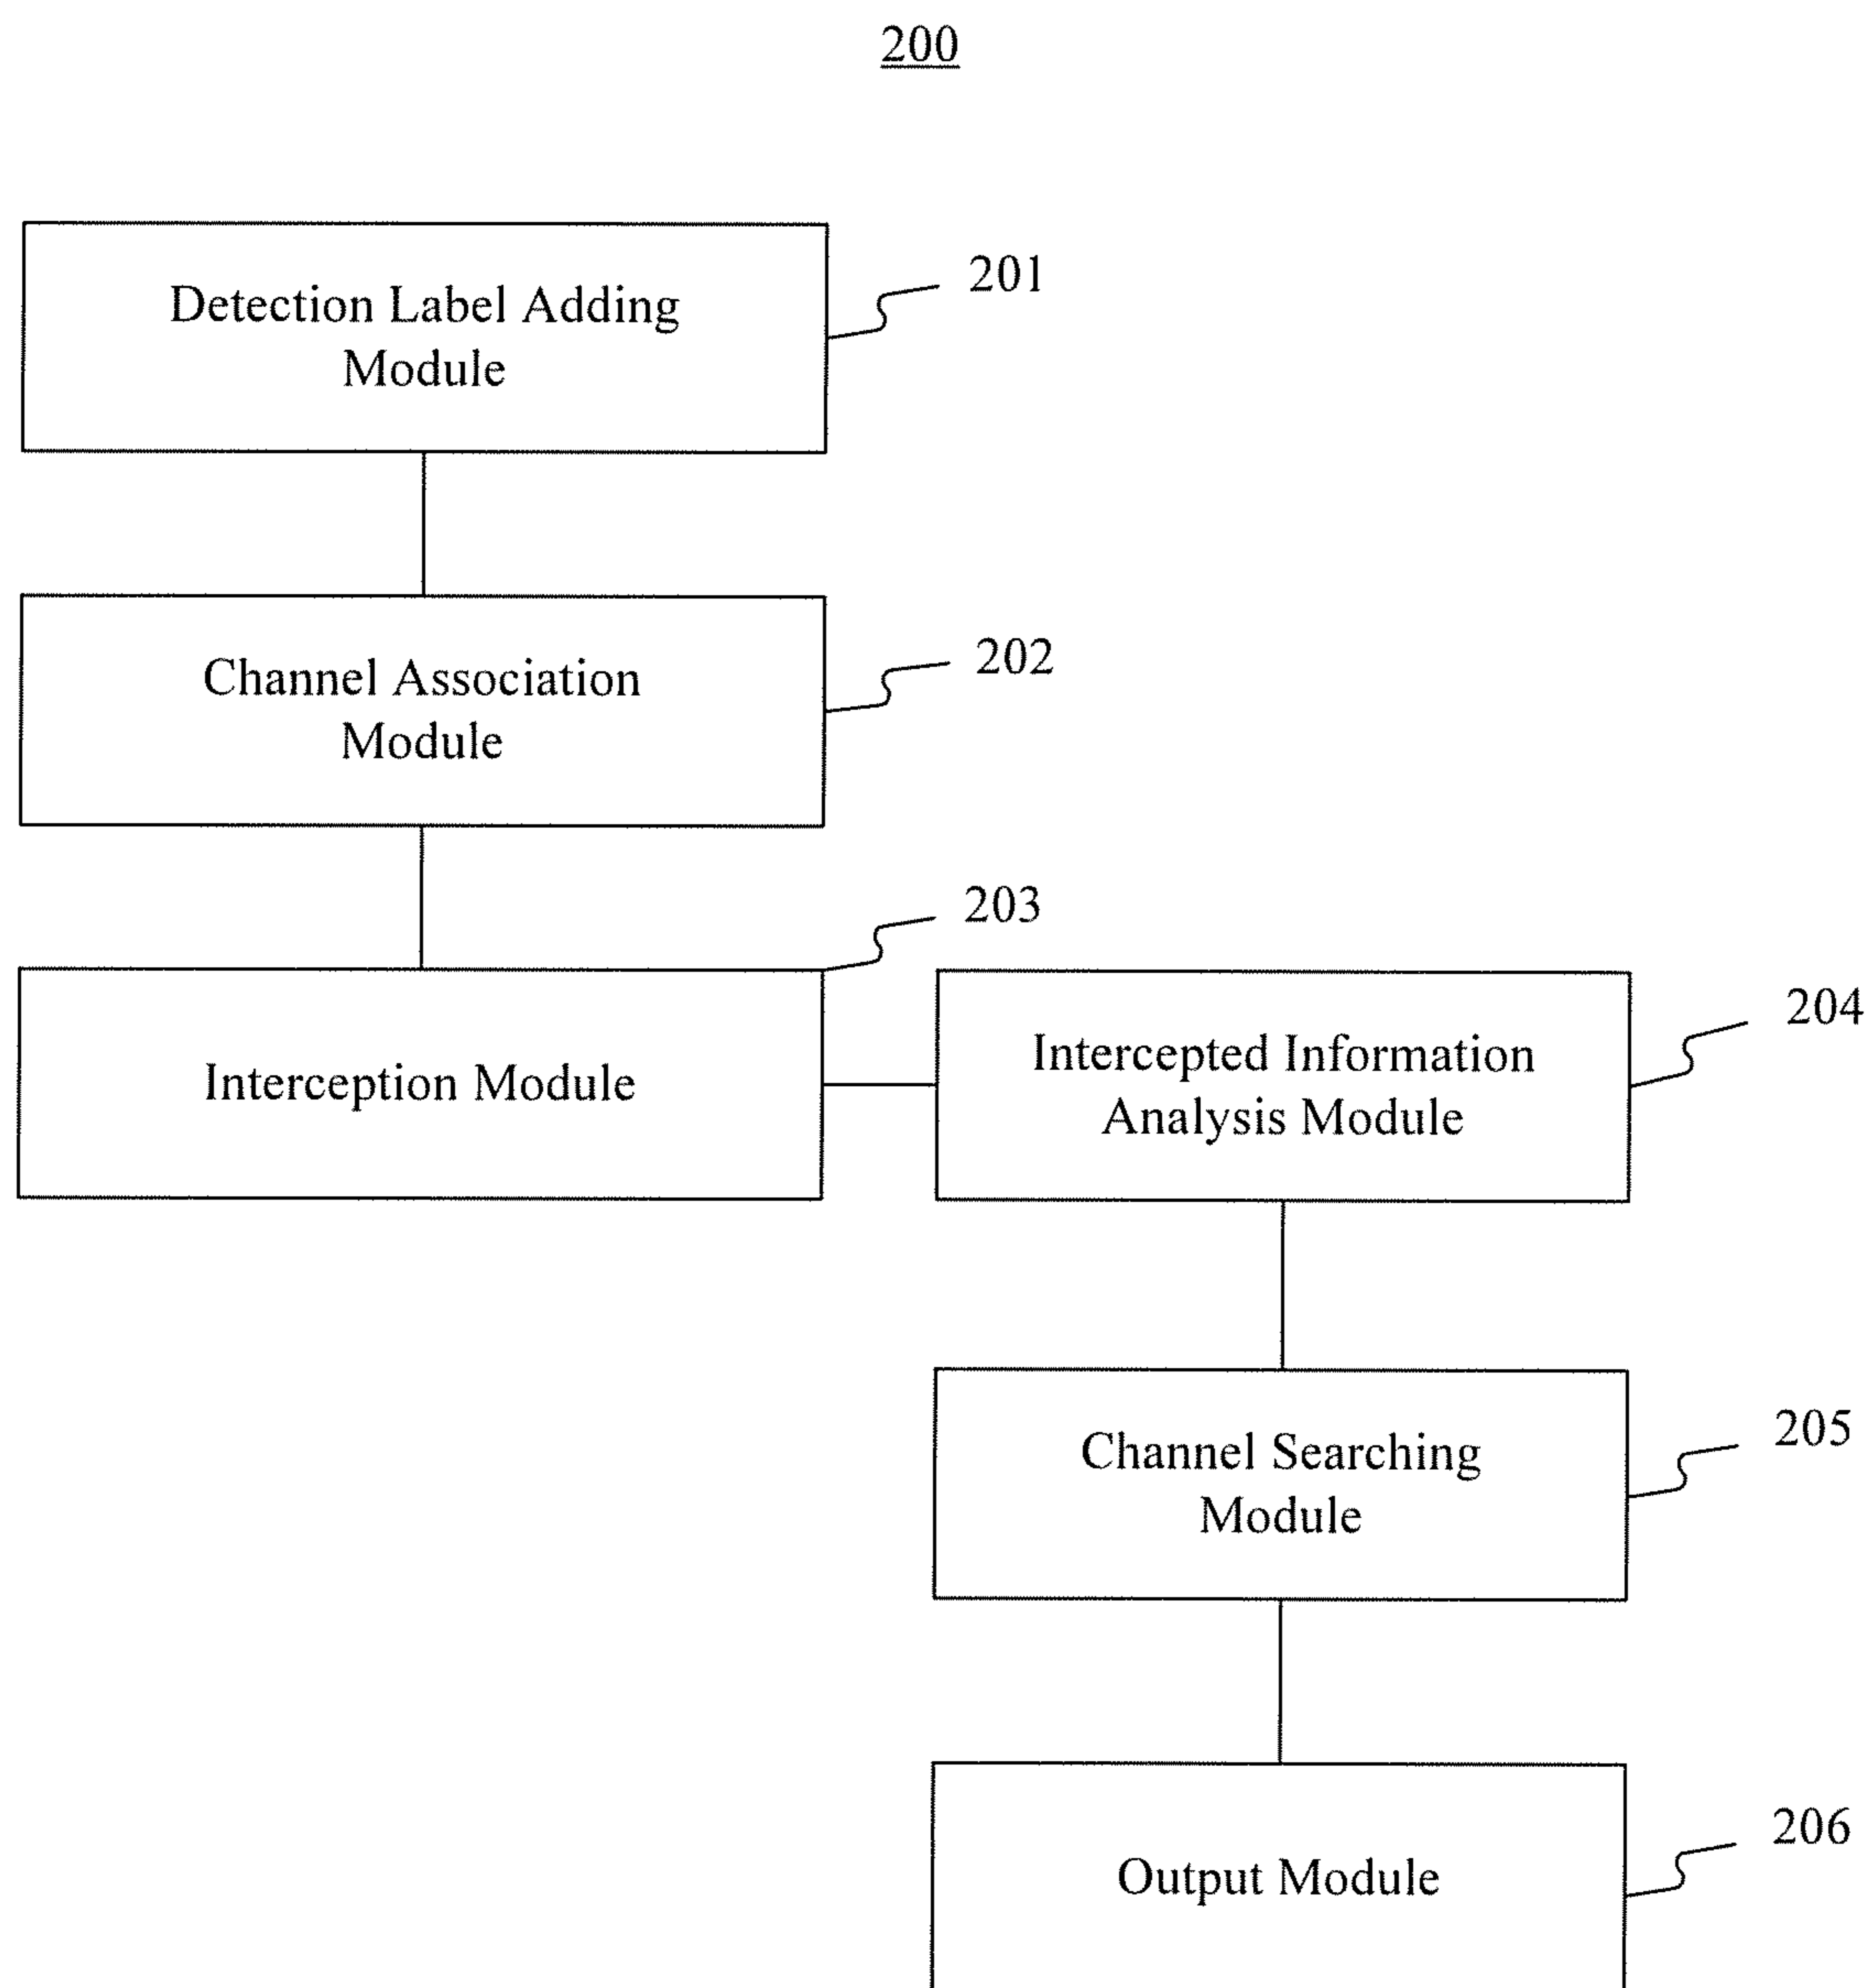 200
Detection Label Adding
Module
201
Channel Association
Module
202
203
Interception Module
204
Intercepted Information
Analysis Module
205
Channel Searching
Module
206
Output Module